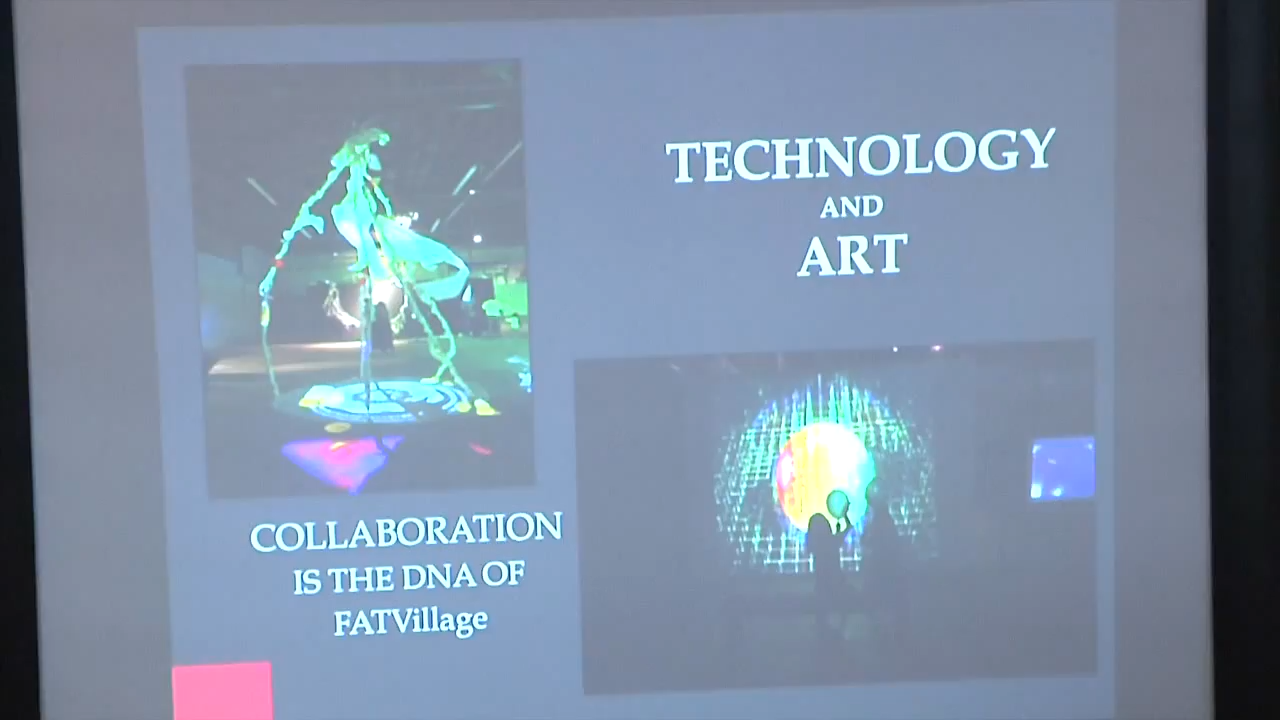 TECHNOLOGY
AND
ART
COLLABORATION
IS THE DNA OF
FATVillage